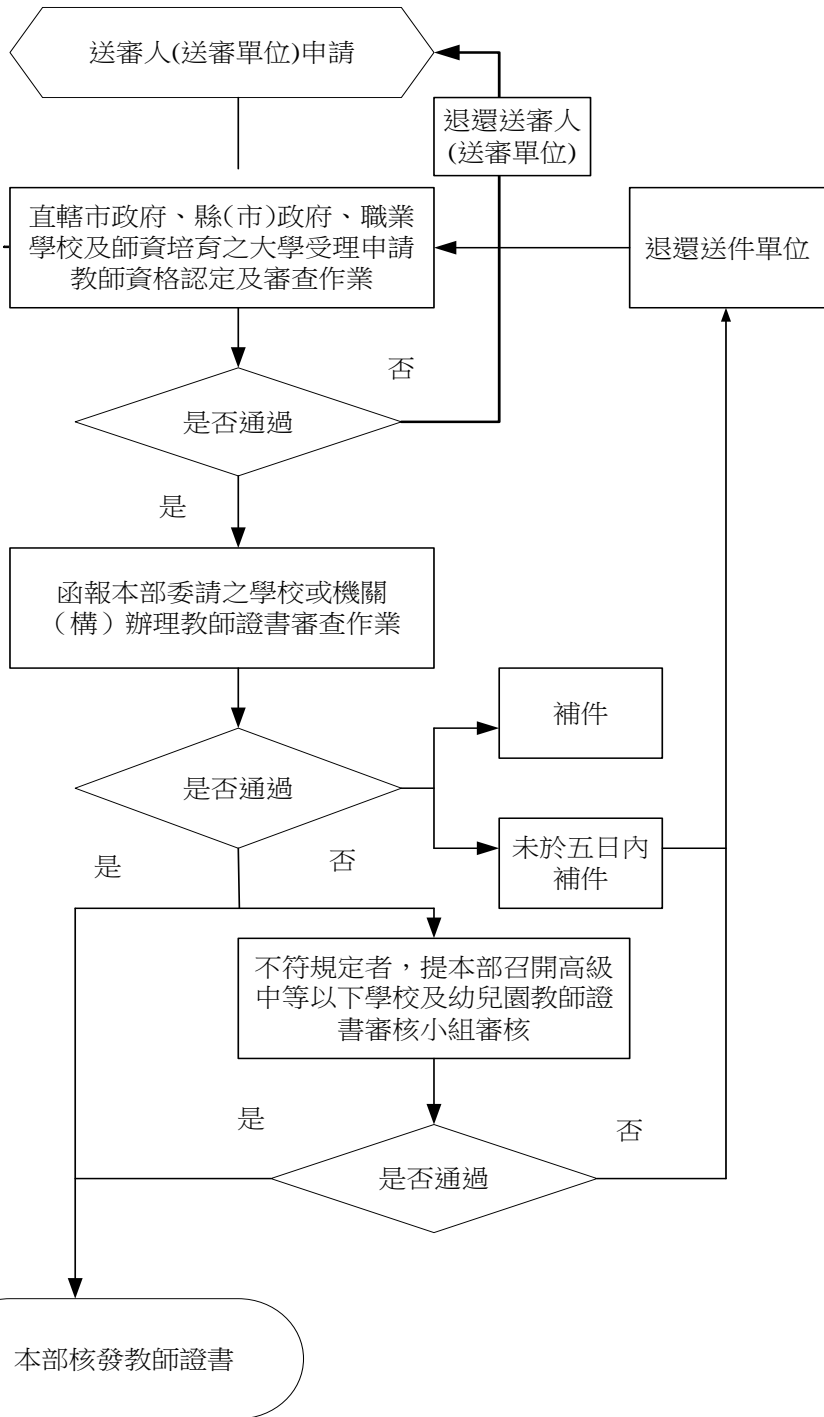 送審人(送審單位)申請
退還送審人
(送審單位)
直轄市政府、縣(市)政府、職業
學校及師資培育之大學受理申請
教師資格認定及審查作業
退還送件單位
否
是否通過
是
函報本部委請之學校或機關
（構）辦理教師證書審查作業
補件
是否通過
未於五日內
補件
是
否
不符規定者，提本部召開高級
中等以下學校及幼兒園教師證
書審核小組審核
是
否
是否通過
本部核發教師證書